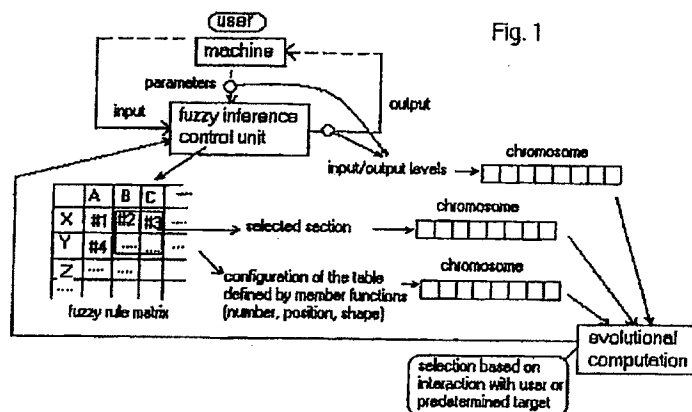 user
Fig. 1
machine
parameters
input
output
fuzzy inference
control unit
input/output levels
chromosome
A B C ....
X #1 #2 #3 ....
Y #4 .... .... ...
Z .... ....
....
fuzzy rule matrix
selected section
chromosome
configuration of the table
defined by member functions
(number, position, shape)
chromosome
evolutional
computation
selection based on
interaction with user or
predetermined target